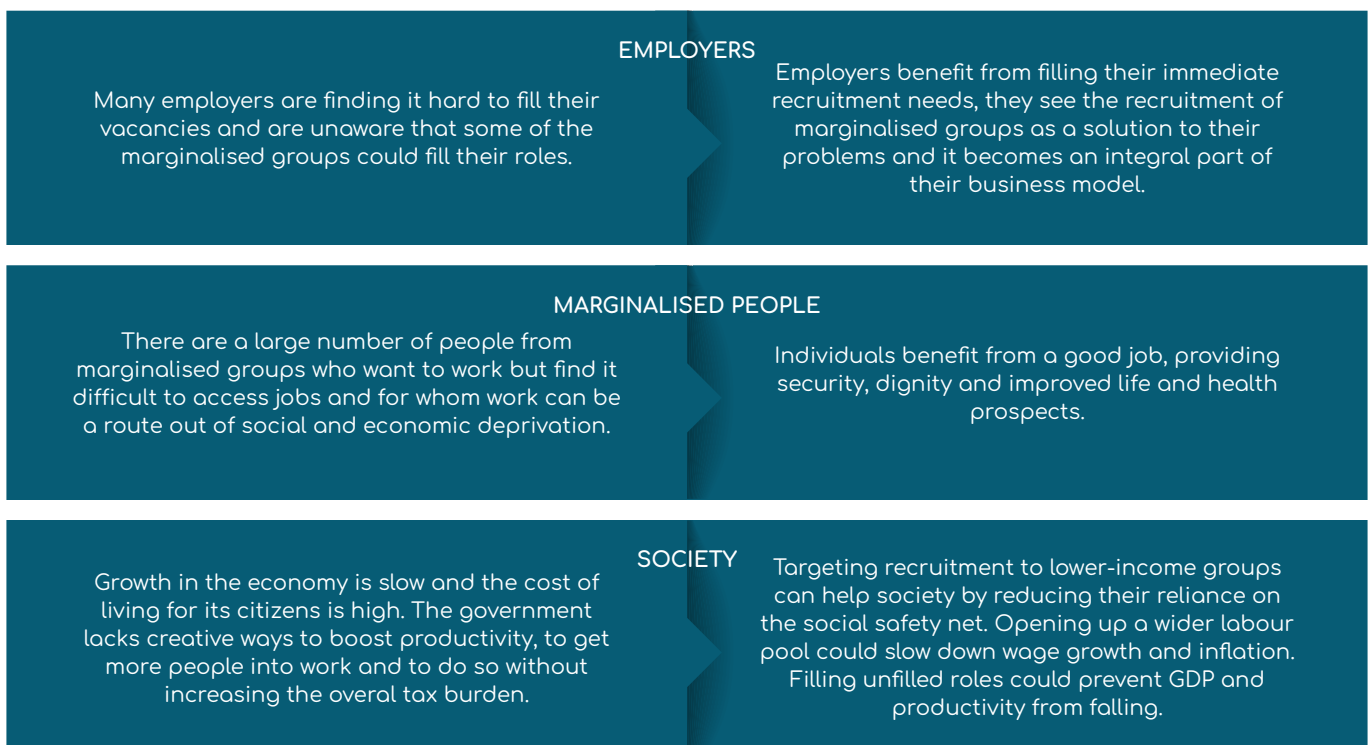 EMPLOYERS
Many employers are finding it hard to fill their
vacancies and are unaware that some of the
marginalised groups could fill their roles.
Employers benefit from filling their immediate
recruitment needs, they see the recruitment of
marginalised groups as a solution to their
problems and it becomes an integral part of
their business model.
MARGINALISED PEOPLE
There are a large number of people from
marginalised groups who want to work but find it
difficult to access jobs and for whom work can be
a route out of social and economic deprivation.
Individuals benefit from a good job, providing
security, dignity and improved life and health
prospects.
SOCIETY
Growth in the economy is slow and the cost of
living for its citizens is high. The government
lacks creative ways to boost productivity, to get
more people into work and to do so without
increasing the overal tax burden.
Targeting recruitment to lower-income groups
can help society by reducing their reliance on
the social safety net. Opening up a wider labour
pool could slow down wage growth and inflation.
Filling unfilled roles could prevent GDP and
productivity from falling.